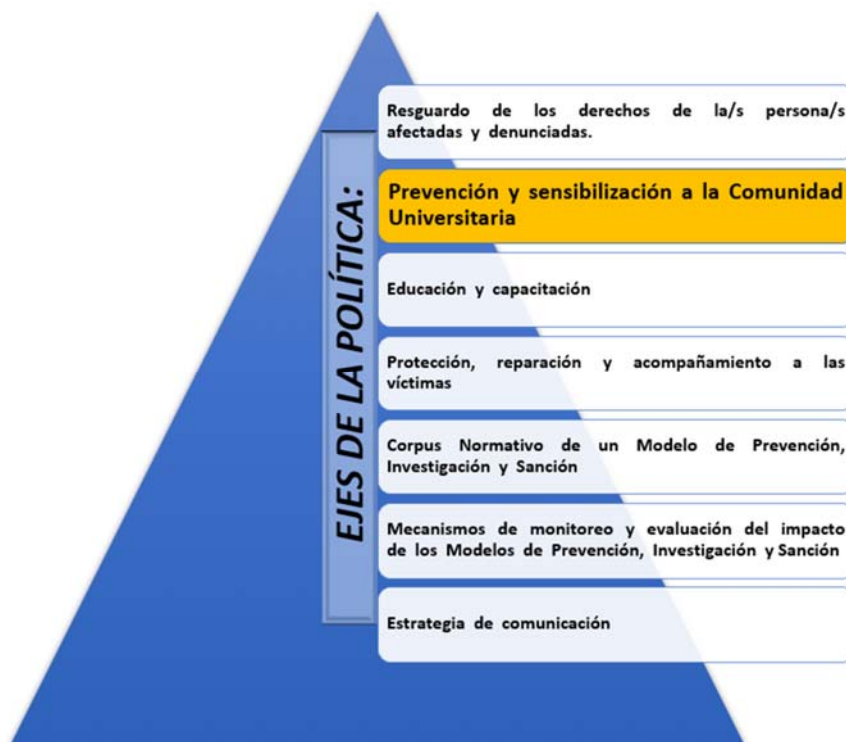 EJES DE LA POLÍTICA:
Resguardo de los derechos de la/s persona/s
afectadas y denunciadas.
Prevención y sensibilización a la Comunidad
Universitaria
Educación y capacitación
Protección, reparación y acompañamiento a las
víctimas
Corpus Normativo de un Modelo de Prevención,
Investigación y Sanción
Mecanismos de monitoreo y evaluación del impacto
de los Modelos de Prevención, Investigación y Sanción
Estrategia de comunicación